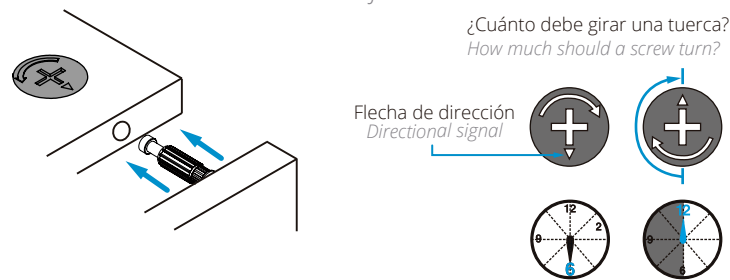 ¿Cuánto debe girar una tuerca?
How much should a screw turn?
Flecha de dirección
Directional signal
12
2
9
6
12
9
6